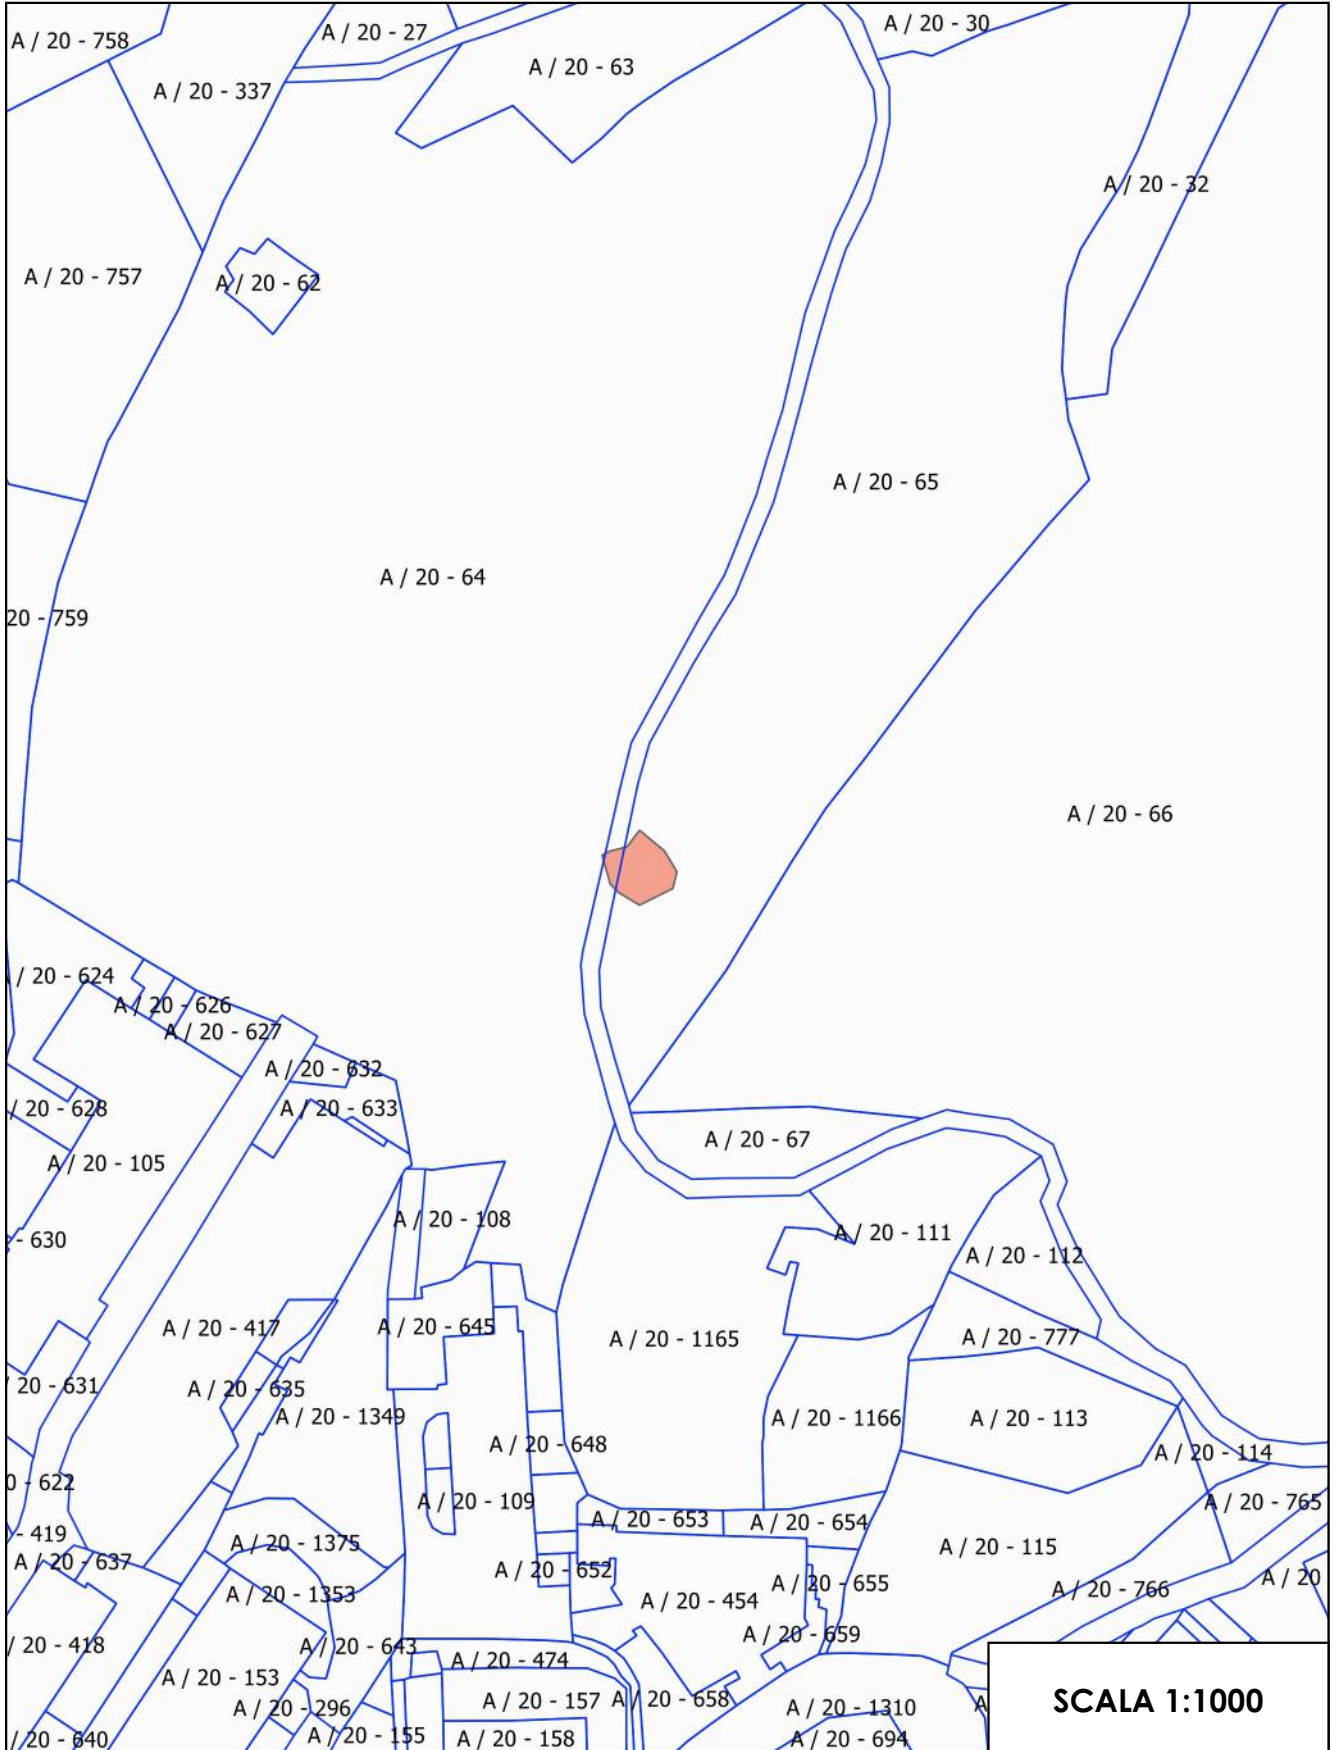 A / 20 - 30
A / 20 - 27
A / 20 - 758
A / 20 - 63
A / 20 - 337
A / 20 - 32
A / 20 - 757
A / 20 - 62
A / 20 - 65
A / 20 - 64
20 - 759
A / 20 - 66
/ 20 - 624
A / 20 - 626
A / 20 - 627
A / 20 - 632
/ 20 - 628
A / 20 - 633
A / 20 - 67
A / 20 - 105
A / 20 - 108
A / 20 - 111
- 630
A / 20 - 112
A / 20 - 417
A / 20 - 645
A / 20 - 1165
A / 20 - 777
/ 20 - 631
A / 20 - 635
A / 20 - 1349
A / 20 - 1166
A / 20 - 113
A / 20 - 648
A / 20 - 114
0 - 622
A / 20 - 109
A / 20 - 765
A / 20 - 653
A / 20 - 654
- 419
A / 20 - 1375
A / 20 - 115
A / 20 - 637
A / 20 - 652
A / 20 - 655
A / 20
A / 20 - 766
A / 20 - 1353
A / 20 - 454
A / 20 - 659
/ 20 - 418
A / 20 - 643
A / 20 - 474
A / 20 - 153
A / 20 - 157
A / 20 - 658
A / 20 - 296
A / 20 - 1310
A
SCALA 1:1000
A / 20 - 155
A / 20 - 158
A / 20 - 694
/ 20 - 640